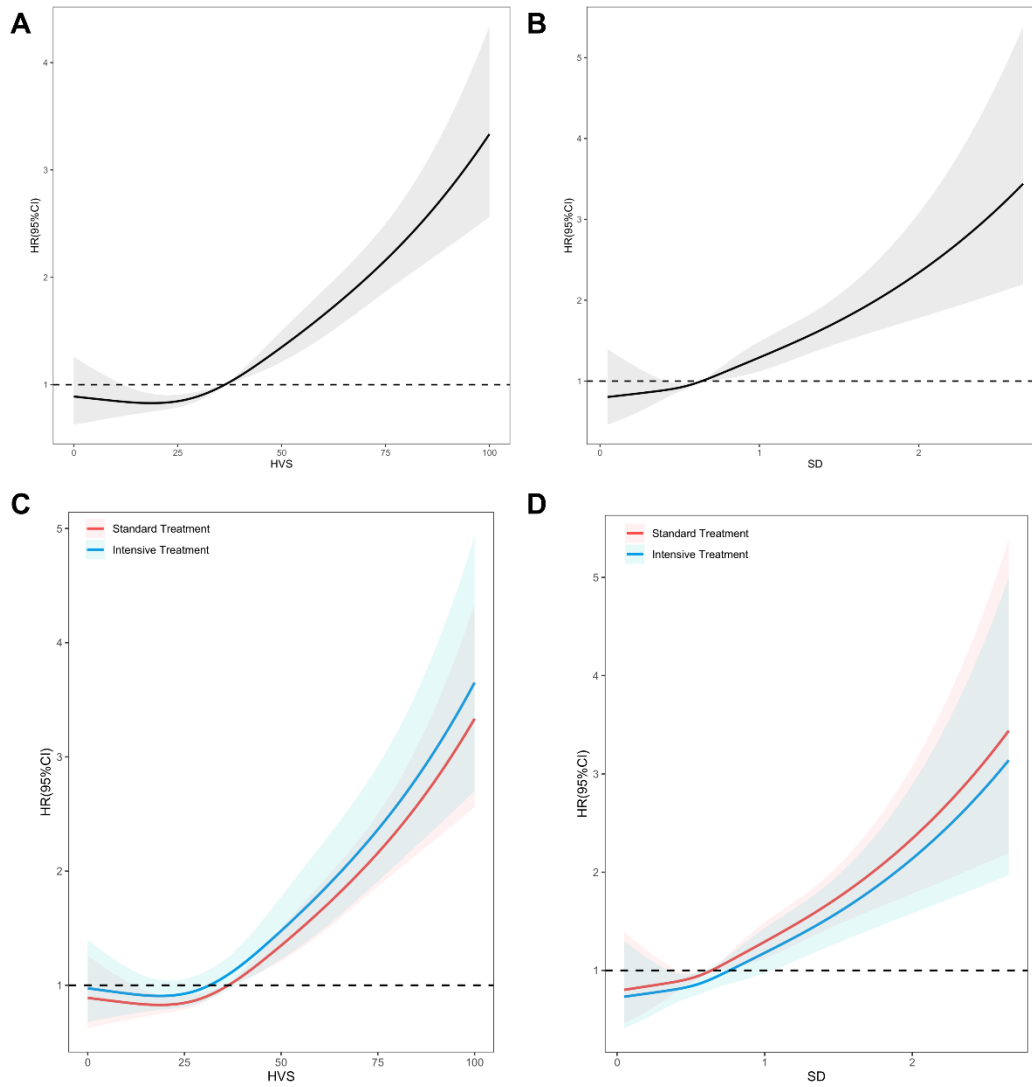 A
HR(95%CI)
4
3
2
1
0
25
50
75
100
HVS
B
HR(95%CI)
5
4
3
2
1
0
1
2
SD
C
Standard Treatment
Intensive Treatment
HR(95%CI)
5
4
3
2
1
0
25
50
75
100
HVS
D
Standard Treatment
Intensive Treatment
HR(95%CI)
5
4
3
2
1
0
1
2
SD